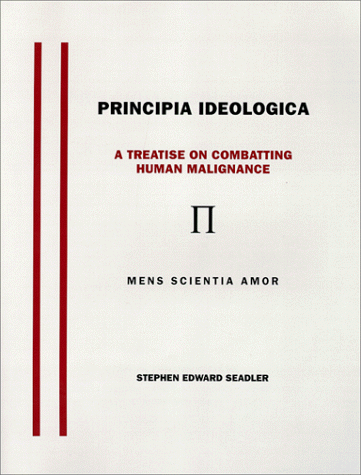 PRINCIPIA IDEOLOGICA
A TREATISE ON COMBATTING
HUMAN MALIGNANCE
Π
MENS SCIENTIA AMOR
STEPHEN EDWARD SEADLER